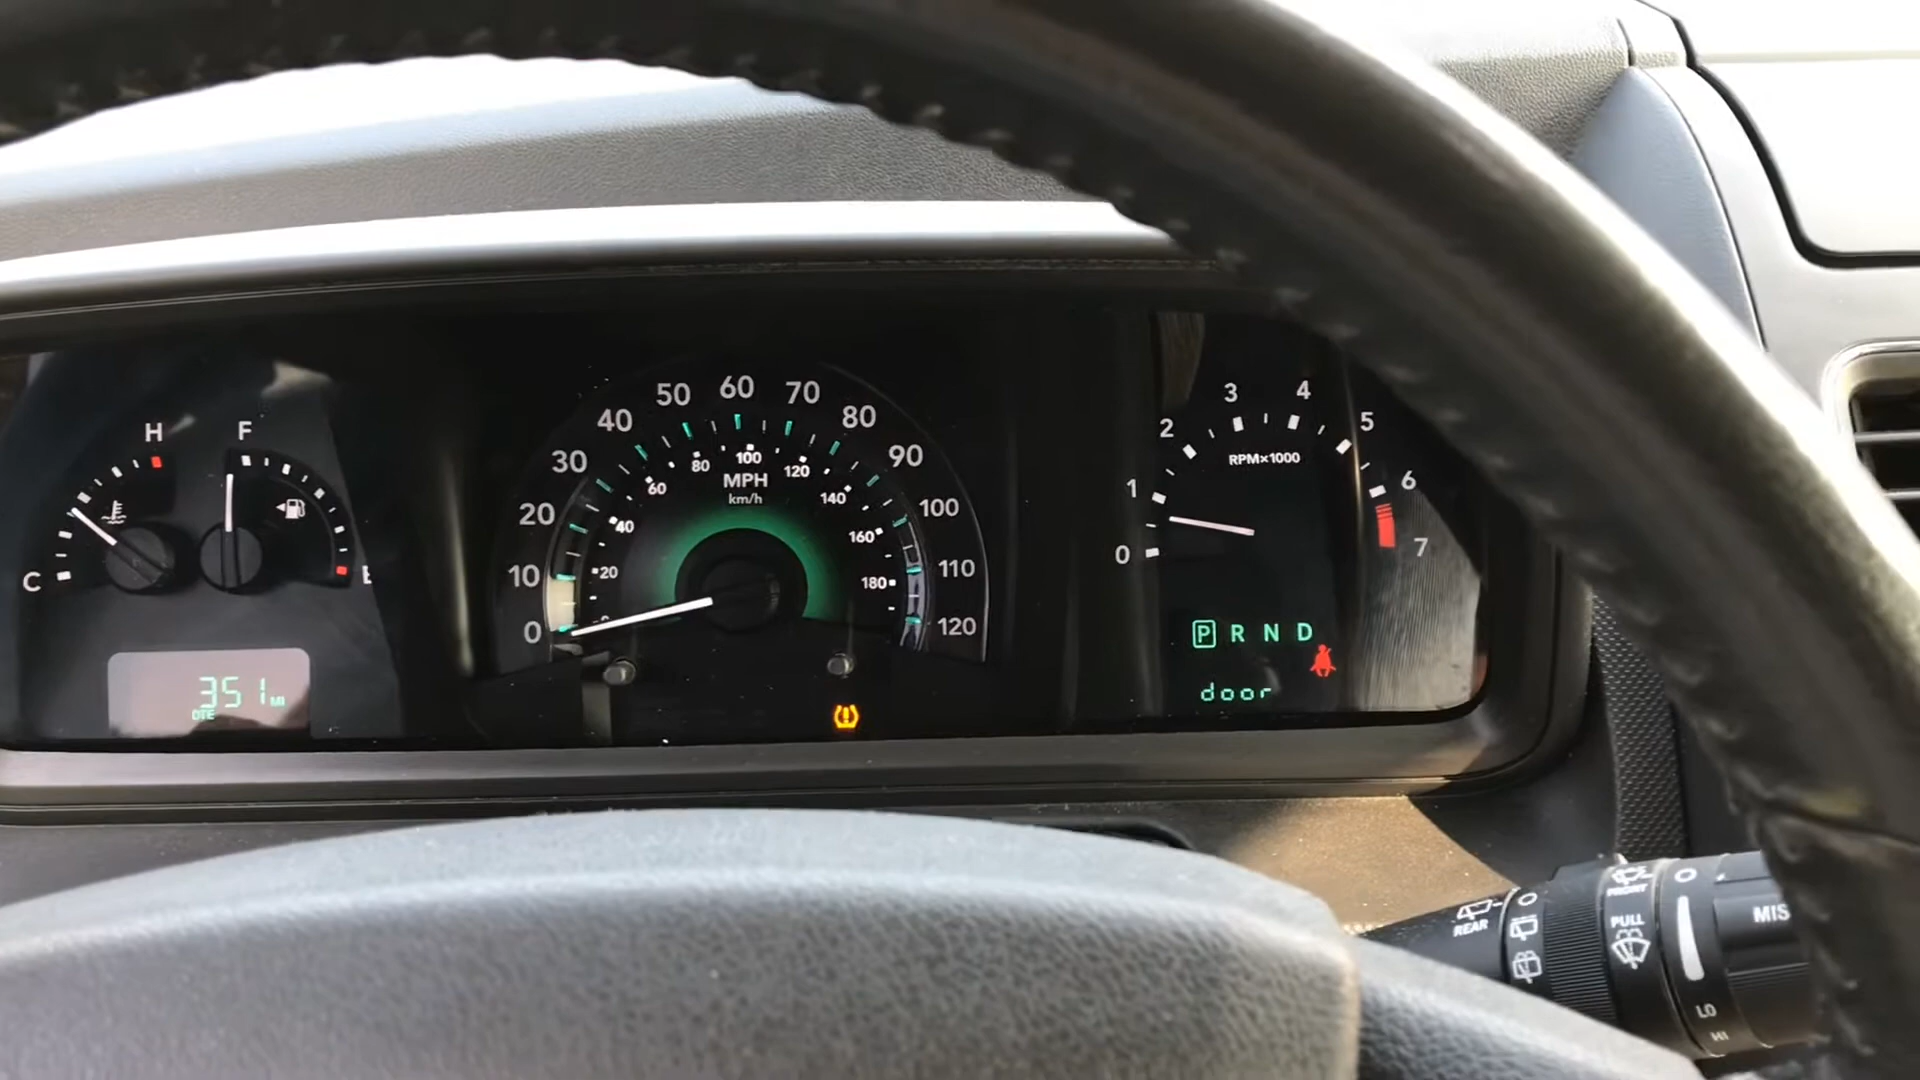 H
C
F
E
351 MI
DTE
0 10 20 30 40 50 60 70 80 90 100 110 120
20 40 60 80 100 120 140 160 180
MPH
km/h
0 1 2 3 4 5 6 7
RPM×1000
P R N D
door
REAR
FRONT
PULL
MIS
LO
HI